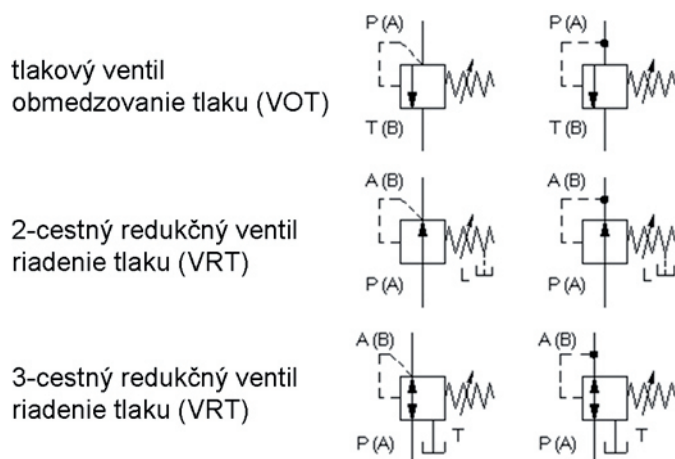 P (A)
P (A)
tlakový ventil
obmedzovanie tlaku (VOT)
T (B)
T (B)
A (B)
A (B)
2-cestný redukčný ventil
riadenie tlaku (VRT)
L
L
P (A)
P (A)
A (B)
A (B)
3-cestný redukčný ventil
riadenie tlaku (VRT)
T
T
P (A)
P (A)